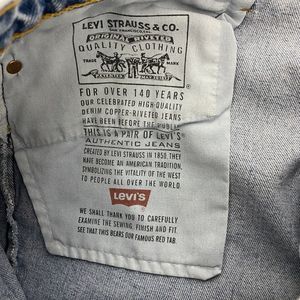 LEVI STRAUSS & CO.
SAN FRANCISCO, CAL.
ORIGINAL RIVETED
QUALITY CLOTHING
TRADE MARK
PATENTED
FOR OVER 140 YEARS
OUR CELEBRATED HIGH-QUALITY
DENIM COPPER-RIVETED JEANS
HAVE BEEN BEFORE THE PUBLIC
THIS IS A PAIR OF LEVI'S
AUTHENTIC JEANS
CREATED BY LEVI STRAUSS IN 1850, THEY
HAVE BECOME AN AMERICAN TRADITION,
SYMBOLIZING THE VITALITY OF THE WEST
TO PEOPLE ALL OVER THE WORLD.
LEVI'S
WE SHALL THANK YOU TO CAREFULLY
EXAMINE THE SEWING, FINISH AND FIT.
SEE THAT THIS BEARS OUR FAMOUS RED TAB.